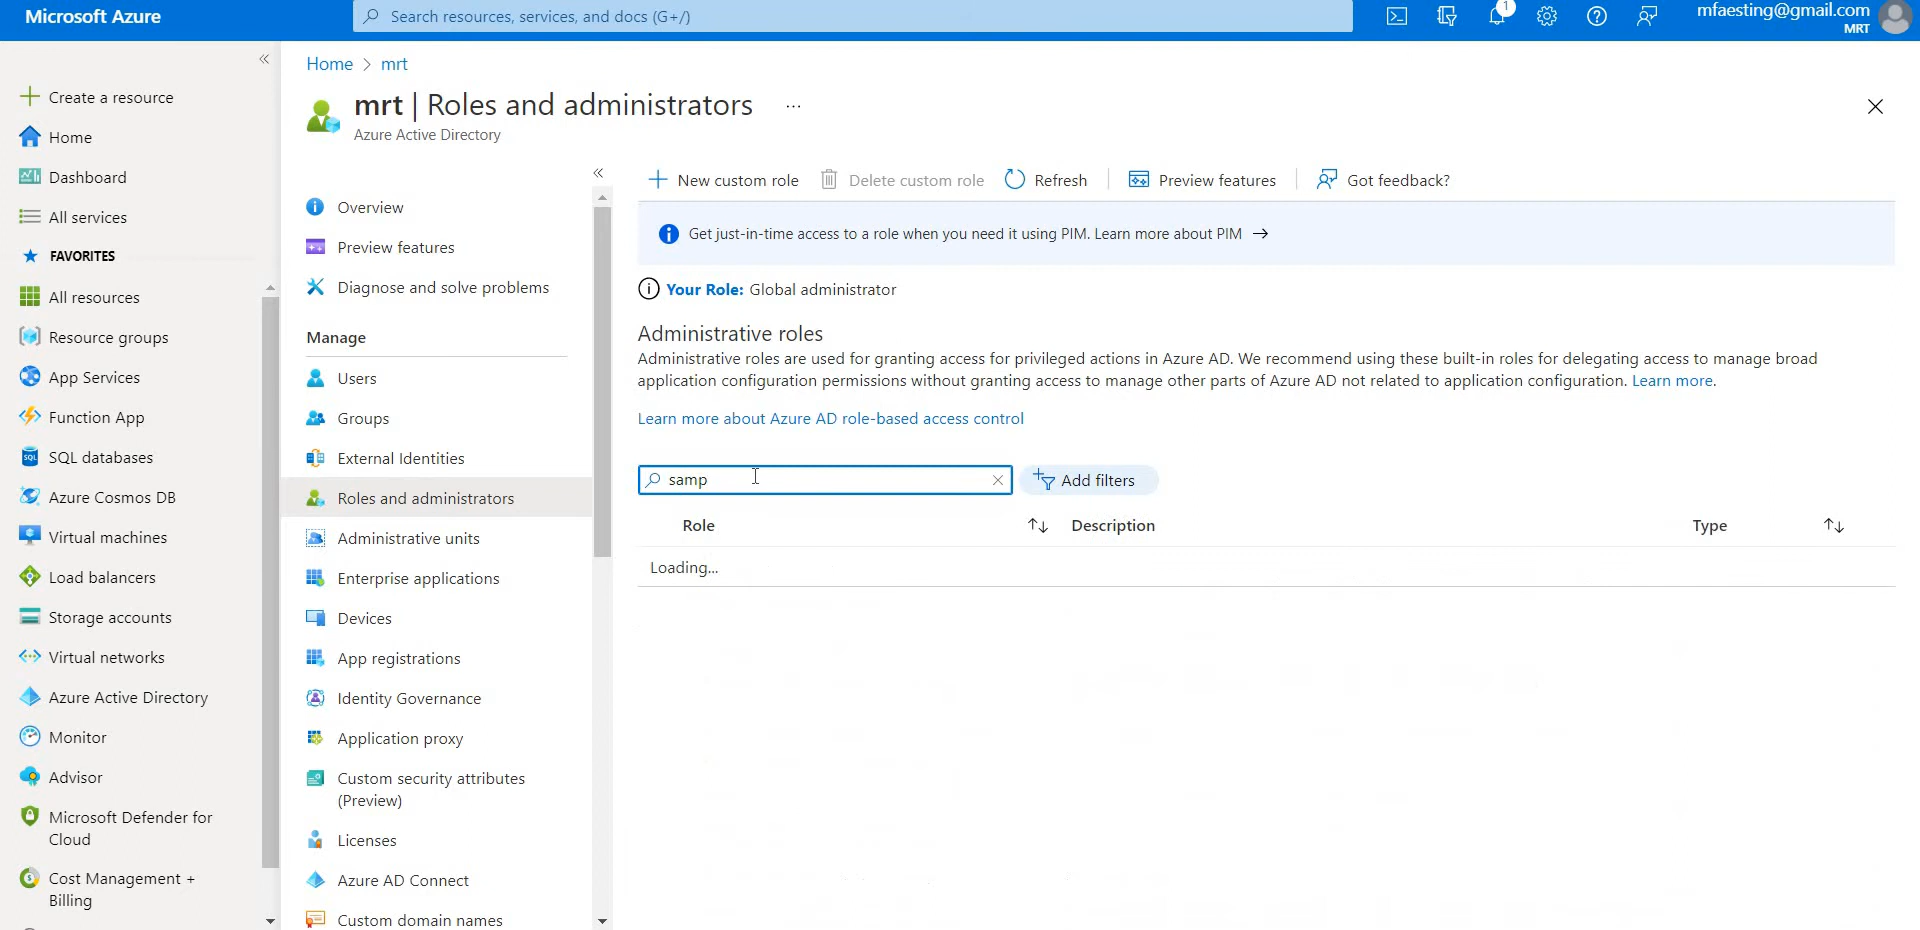 Microsoft Azure
Search resources, services, and docs (G+/)
1
mfaesting@gmail.com
MRT
Create a resource
Home
Dashboard
All services
FAVORITES
All resources
Resource groups
App Services
Function App
SQL databases
Azure Cosmos DB
Virtual machines
Load balancers
Storage accounts
Virtual networks
Azure Active Directory
Monitor
Advisor
Microsoft Defender for
Cloud
Cost Management +
Billing
Home > mrt
mrt | Roles and administrators ...
Azure Active Directory
Overview
Preview features
Diagnose and solve problems
Manage
Users
Groups
External Identities
Roles and administrators
Administrative units
Enterprise applications
Devices
App registrations
Identity Governance
Application proxy
Custom security attributes
(Preview)
Licenses
Azure AD Connect
Custom domain names
New custom role Delete custom role Refresh Preview features Got feedback?
Get just-in-time access to a role when you need it using PIM. Learn more about PIM →
Your Role: Global administrator
Administrative roles
Administrative roles are used for granting access for privileged actions in Azure AD. We recommend using these built-in roles for delegating access to manage broad
application configuration permissions without granting access to manage other parts of Azure AD not related to application configuration. Learn more.
Learn more about Azure AD role-based access control
samp
Add filters
Role Description Type
Loading...